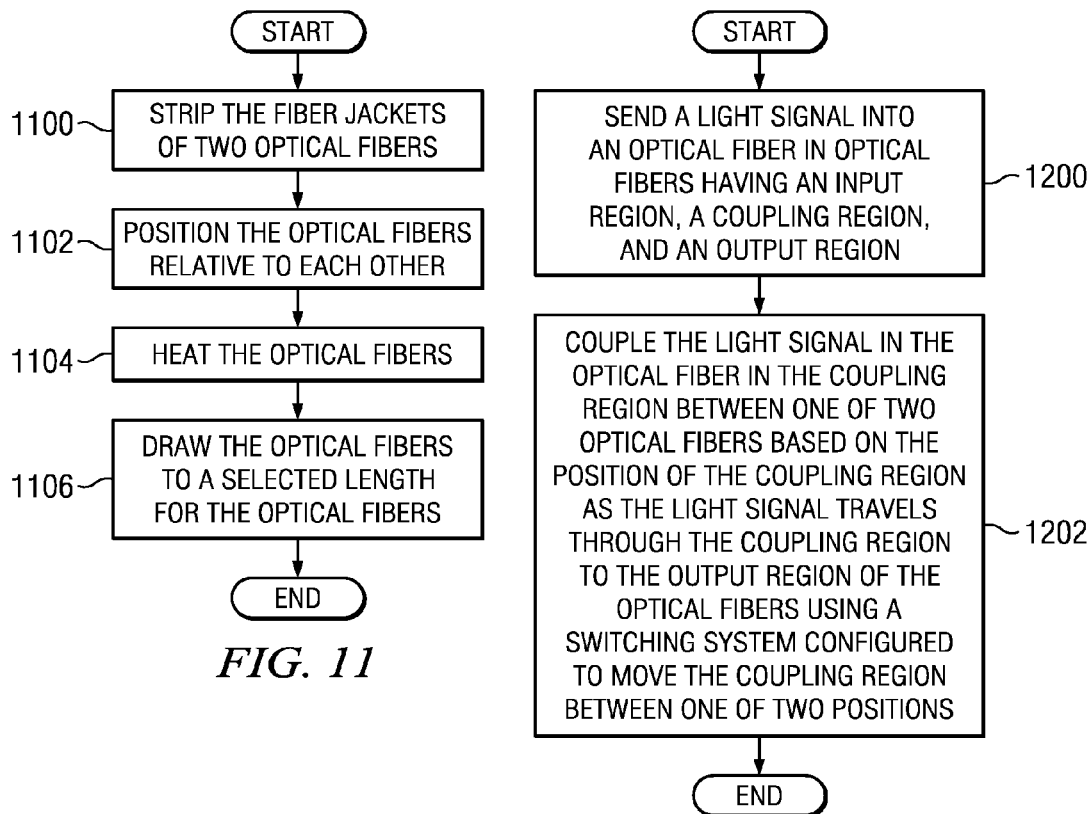 START
1100
STRIP THE FIBER JACKETS
OF TWO OPTICAL FIBERS
1102
POSITION THE OPTICAL FIBERS
RELATIVE TO EACH OTHER
1104
HEAT THE OPTICAL FIBERS
1106
DRAW THE OPTICAL FIBERS
TO A SELECTED LENGTH
FOR THE OPTICAL FIBERS
END
FIG. 11
START
SEND A LIGHT SIGNAL INTO
AN OPTICAL FIBER IN OPTICAL
FIBERS HAVING AN INPUT
REGION, A COUPLING REGION,
AND AN OUTPUT REGION
1200
COUPLE THE LIGHT SIGNAL IN THE
OPTICAL FIBER IN THE COUPLING
REGION BETWEEN ONE OF TWO
OPTICAL FIBERS BASED ON THE
POSITION OF THE COUPLING REGION
AS THE LIGHT SIGNAL TRAVELS
THROUGH THE COUPLING REGION
TO THE OUTPUT REGION OF THE
OPTICAL FIBERS USING A
SWITCHING SYSTEM CONFIGURED
TO MOVE THE COUPLING REGION
BETWEEN ONE OF TWO POSITIONS
1202
END